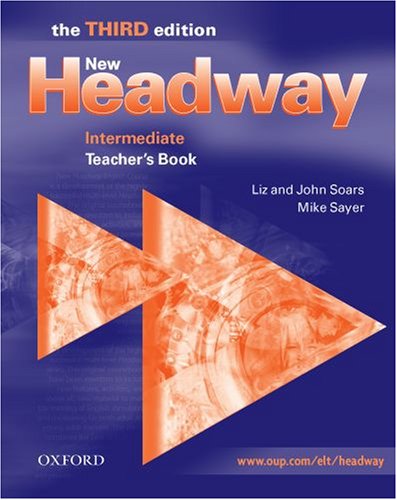 the THIRD edition
New
Headway
Intermediate
Teacher's Book
Liz and John Soars
Mike Sayer
OXFORD
www.oup.com/elt/headway